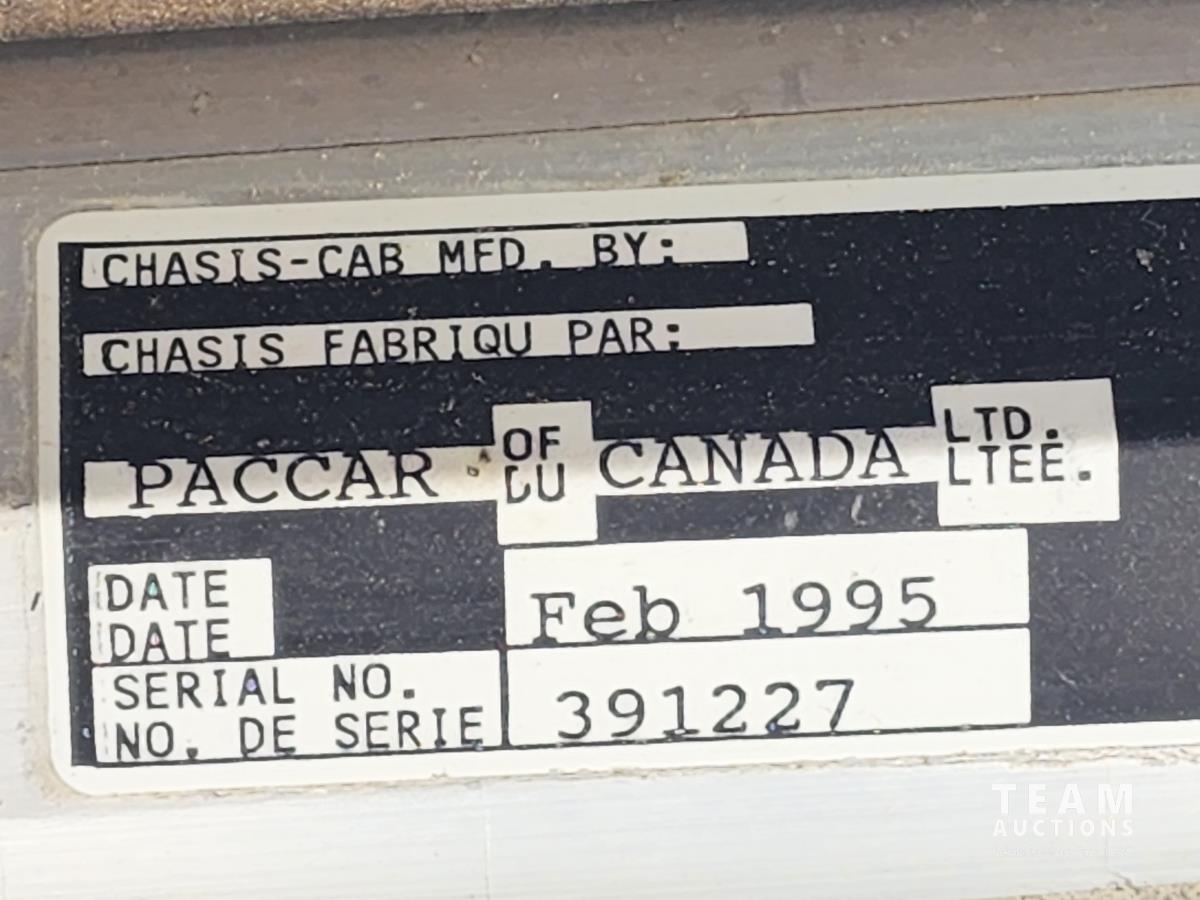 CHASIS-CAB MFD. BY:
CHASIS FABRIQU PAR:
PACCAR OF DU CANADA LTD. LTEE.
DATE
DATE
Feb 1995
SERIAL NO.
NO. DE SERIE
391227
TEAM
AUCTIONS